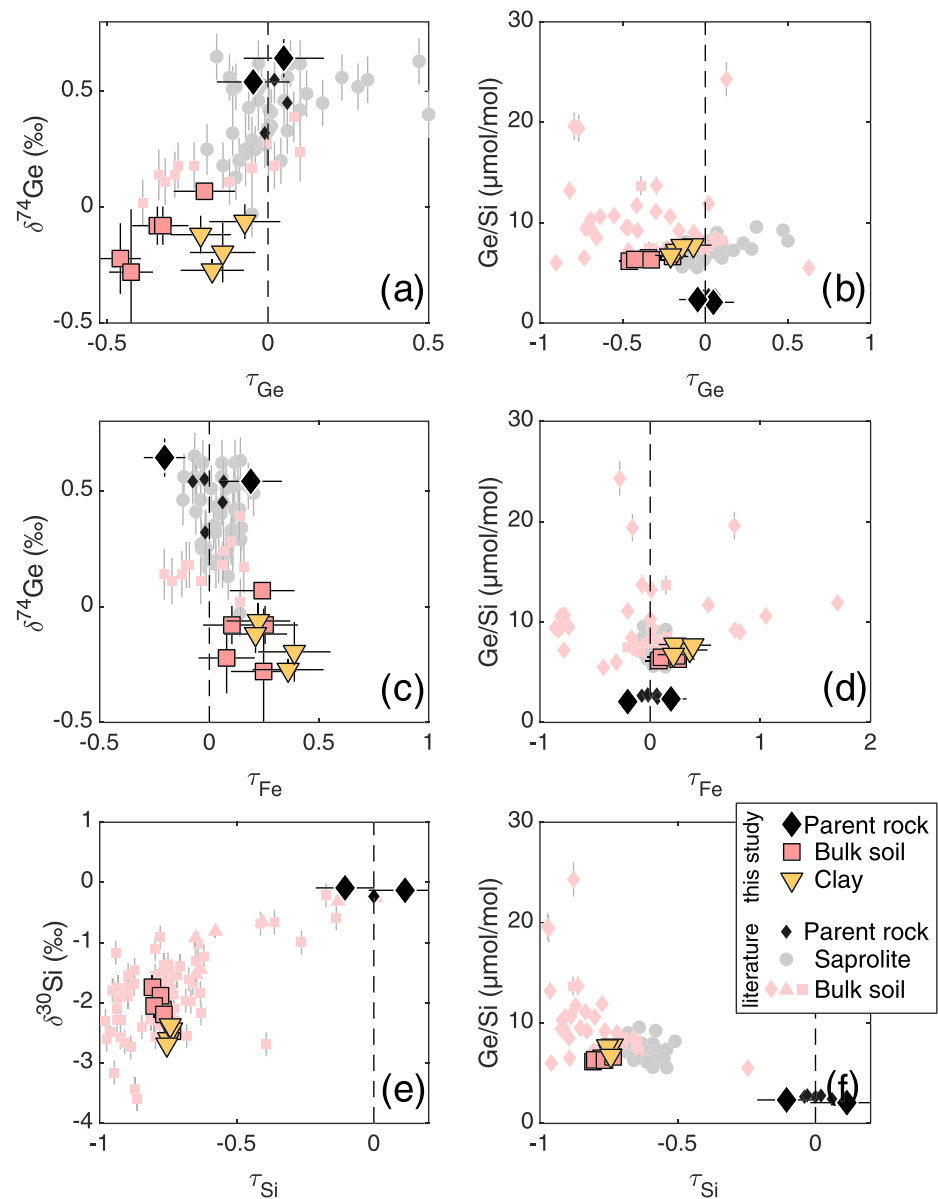 0.5
0
-0.5
δ⁷⁴Ge (‰)
-0.5
0
0.5
τGe
(a)
30
20
10
0
Ge/Si (μmol/mol)
-1
-0.5
0
0.5
1
τGe
(b)
0.5
0
-0.5
δ⁷⁴Ge (‰)
-0.5
0
0.5
1
τFe
(c)
30
20
10
0
Ge/Si (μmol/mol)
-1
0
1
2
τFe
(d)
1
0
-1
-2
-3
-4
δ³⁰Si (‰)
-1
-0.5
0
τSi
(e)
30
20
10
0
Ge/Si (μmol/mol)
-1
-0.5
0
τSi
(f)
this study
Parent rock
Bulk soil
Clay
literature
Parent rock
Saprolite
Bulk soil